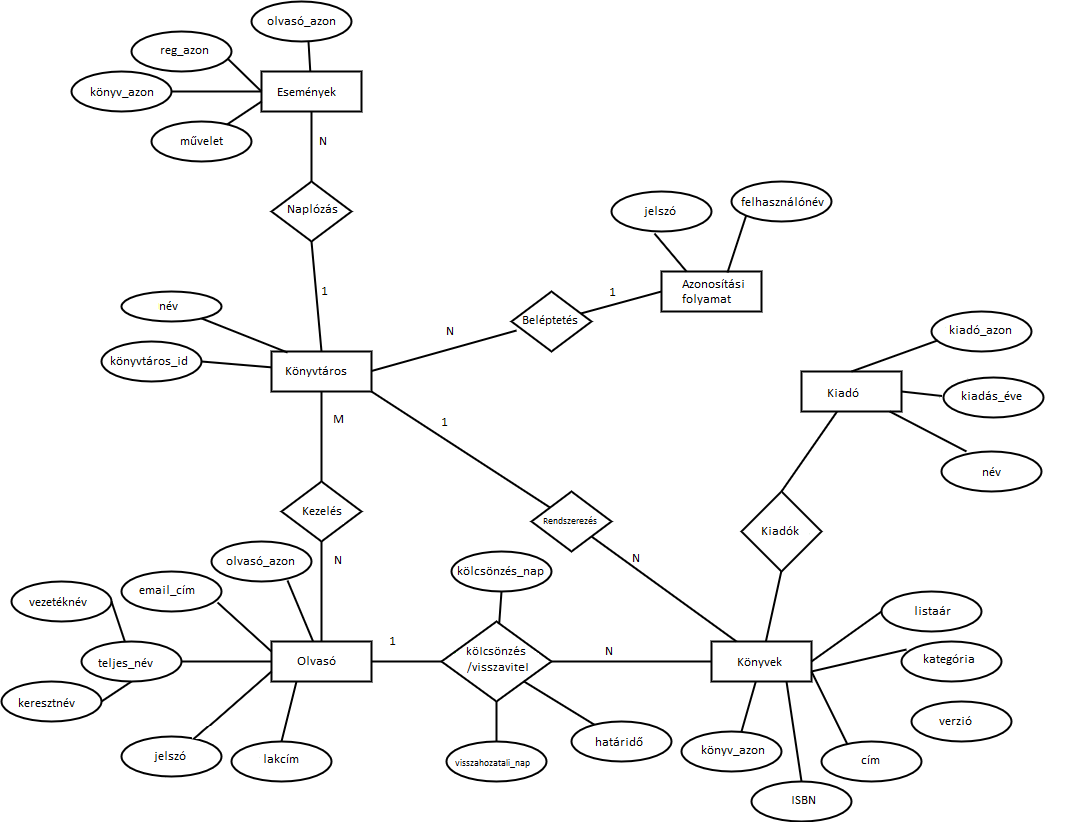 olvasó_azon
reg_azon
könyv_azon
Események
művelet
N
Naplózás
felhasználónév
jelszó
Azonosítási
folyamat
1
1
név
Beléptetés
N
kiadó_azon
könyvtáros_id
Könyvtáros
Kiadó
kiadás_éve
M
1
név
Kezelés
Rendszerezés
Kiadók
N
N
olvasó_azon
kölcsönzés_nap
email_cím
vezetéknév
listaár
1
N
kölcsönzés
/visszavitel
teljes_név
Olvasó
Könyvek
kategória
keresztnév
verzió
határidő
jelszó
lakcím
visszahozatali_nap
könyv_azon
cím
ISBN